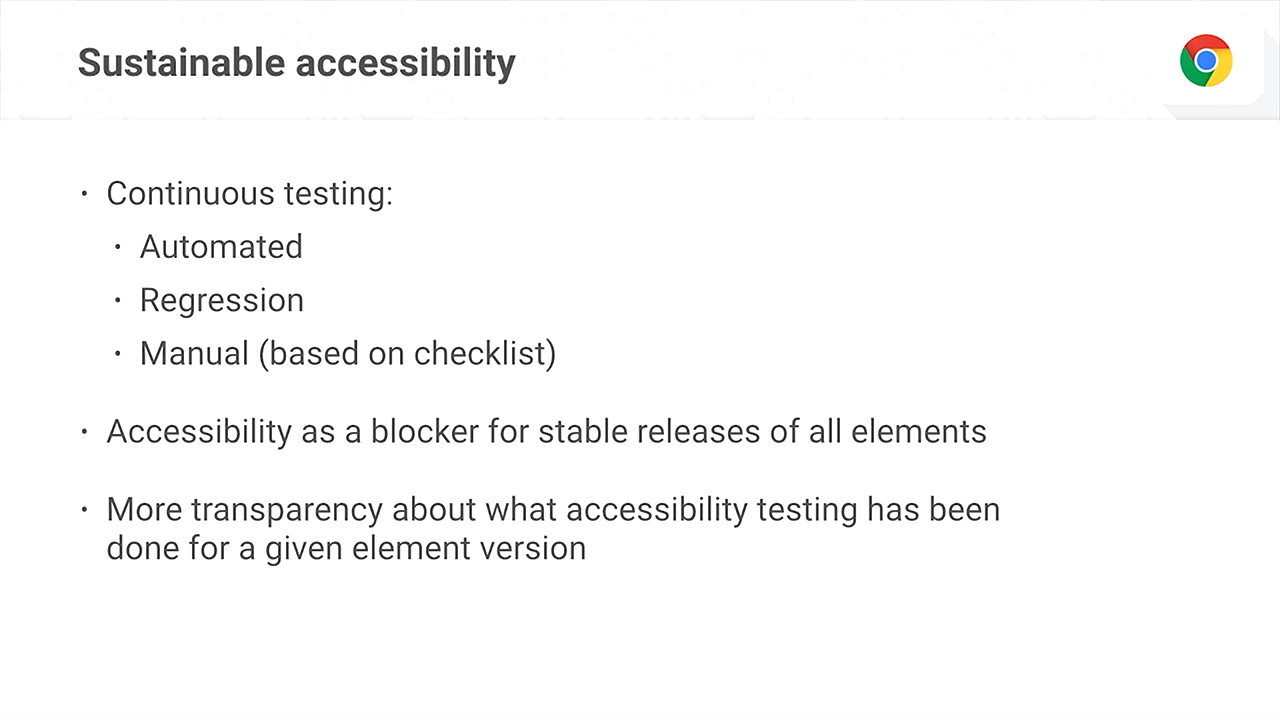 Sustainable accessibility
• Continuous testing:
• Automated
• Regression
• Manual (based on checklist)
• Accessibility as a blocker for stable releases of all elements
• More transparency about what accessibility testing has been
done for a given element version